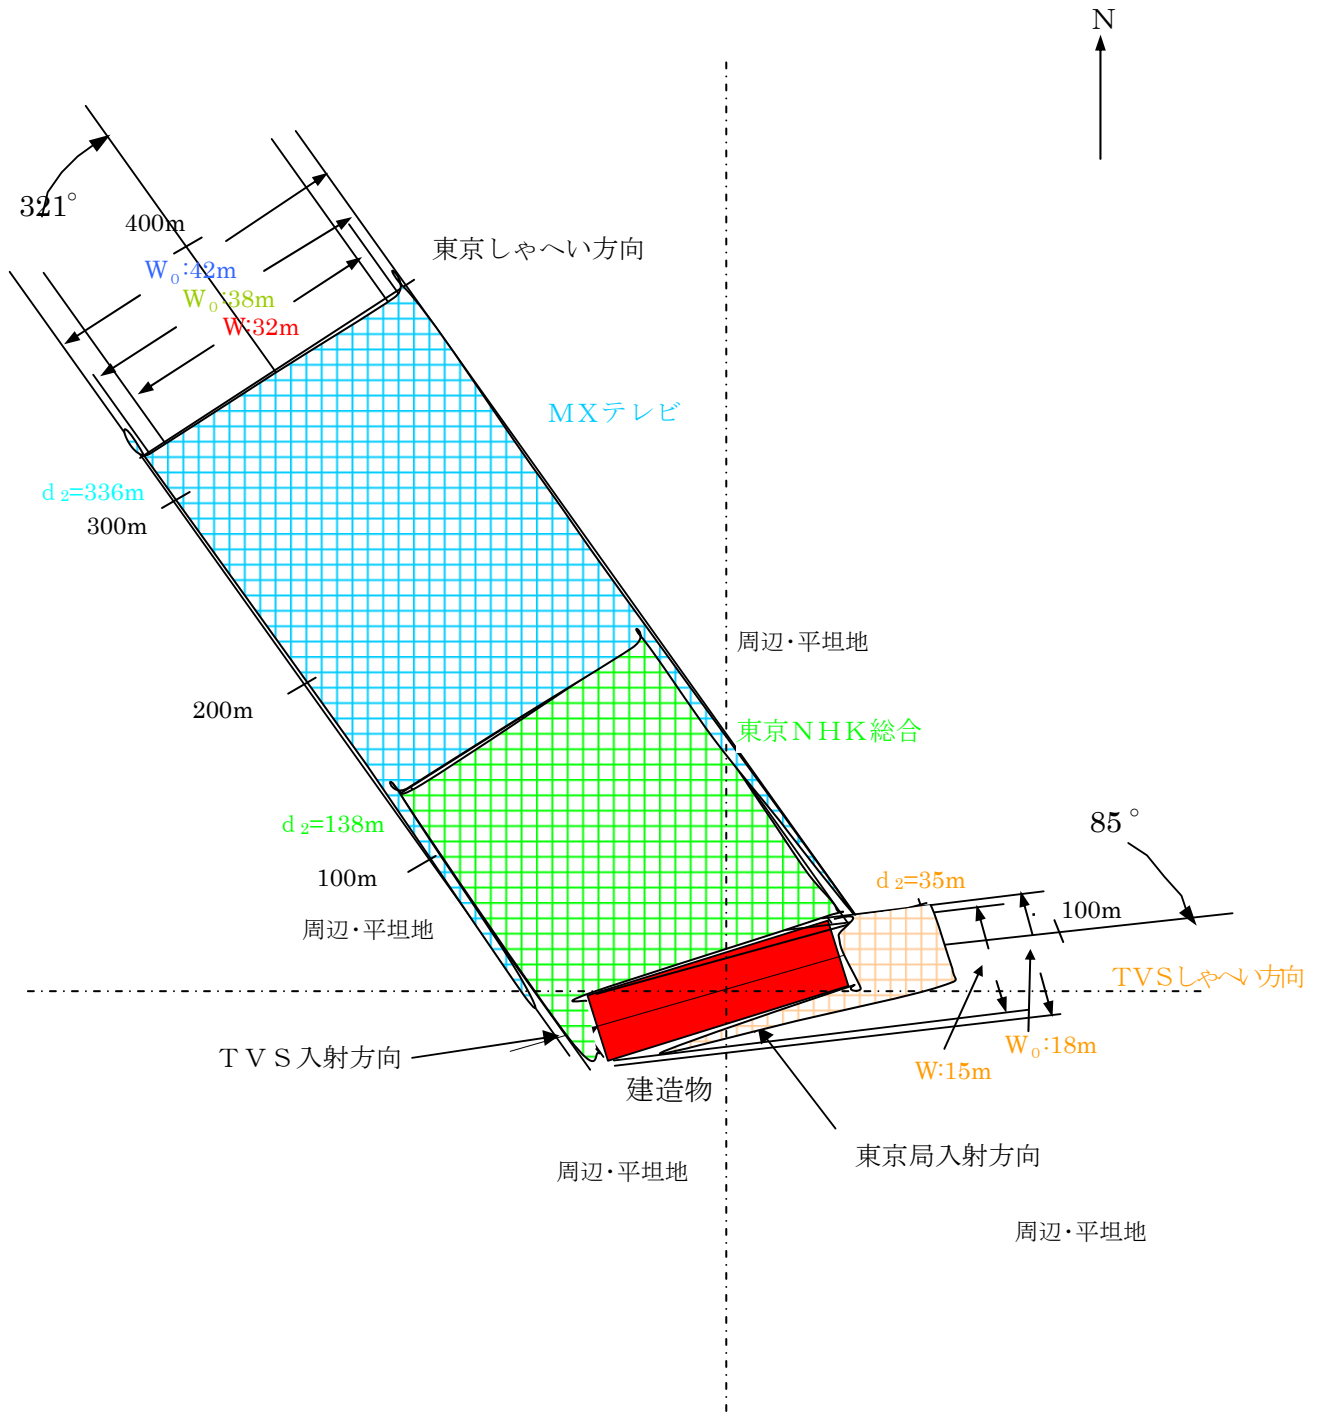 N
321°
400m
東京しゃへい方向
W₀:42m
W₀:38m
W:32m
MXテレビ
d₂=336m
300m
周辺・平坦地
200m
東京NHK総合
d₂=138m
85°
100m
d₂=35m
100m
周辺・平坦地
TVSしゃへい方向
TVS入射方向
W₀:18m
W:15m
建造物
東京局入射方向
周辺・平坦地
周辺・平坦地